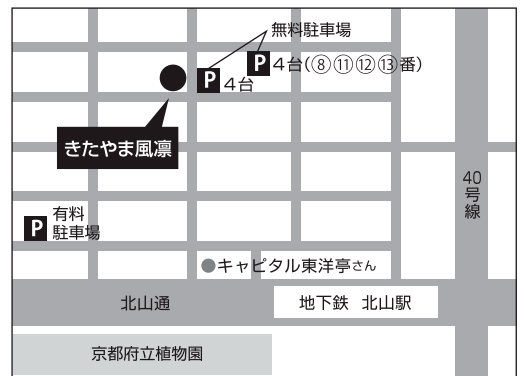 無料駐車場
P 4台(⑧⑪⑫⑬番)
P 4台
きたやま風凛
40号線
P 有料
駐車場
キャピタル東洋亭さん
北山通
地下鉄 北山駅
京都府立植物園